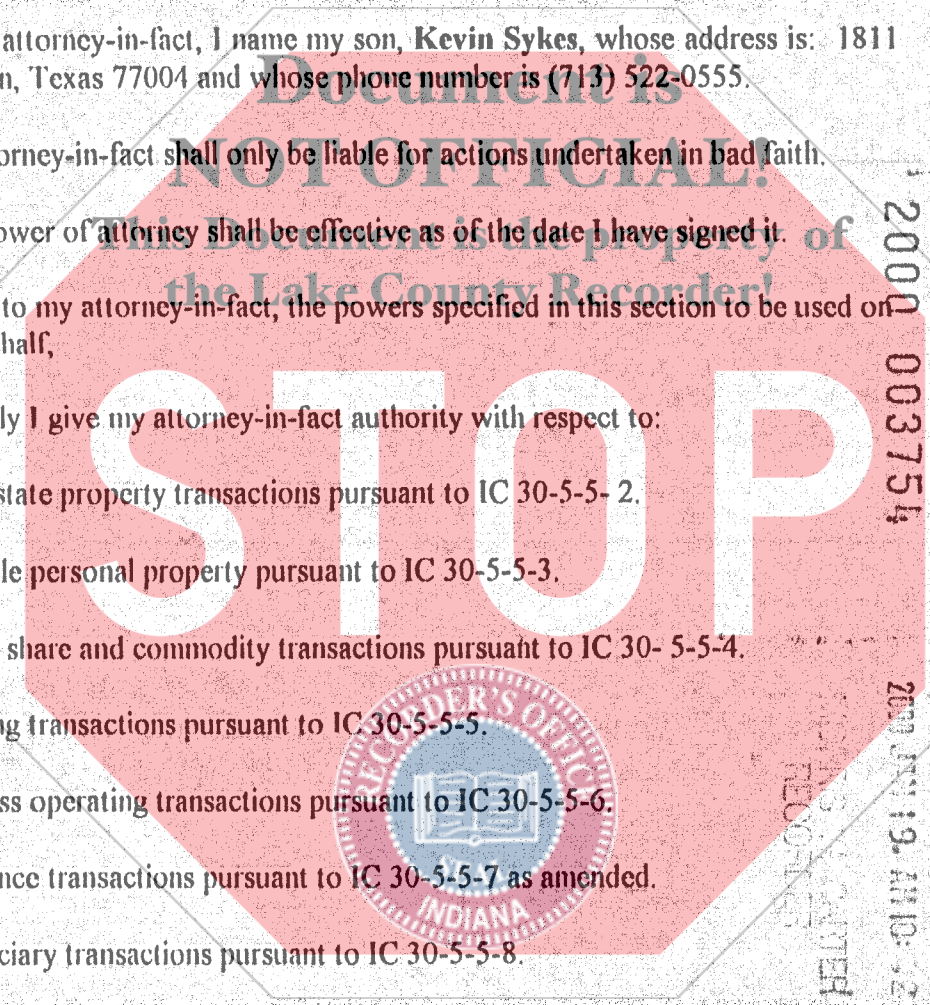 attorney-in-fact, I name my son, Kevin Sykes, whose address is: 1811
n, Texas 77004 and whose phone number is (713) 522-0555.
Document is
orney-in-fact shall only be liable for actions undertaken in bad faith.
NOT OFFICIAL!
ower of attorney shall be effective as of the date I have signed it.
This Document is the property of
the Lake County Recorder!
to my attorney-in-fact, the powers specified in this section to be used on
half,
ly I give my attorney-in-fact authority with respect to:
STOP
state property transactions pursuant to IC 30-5-5- 2.
le personal property pursuant to IC 30-5-5-3.
share and commodity transactions pursuant to IC 30- 5-5-4.
ng transactions pursuant to IC 30-5-5-5.
ss operating transactions pursuant to IC 30-5-5-6.
nce transactions pursuant to IC 30-5-5-7 as amended.
ciary transactions pursuant to IC 30-5-5-8.
RECORDER'S OFFICE
SEAL
INDIANA
2000 003754
19